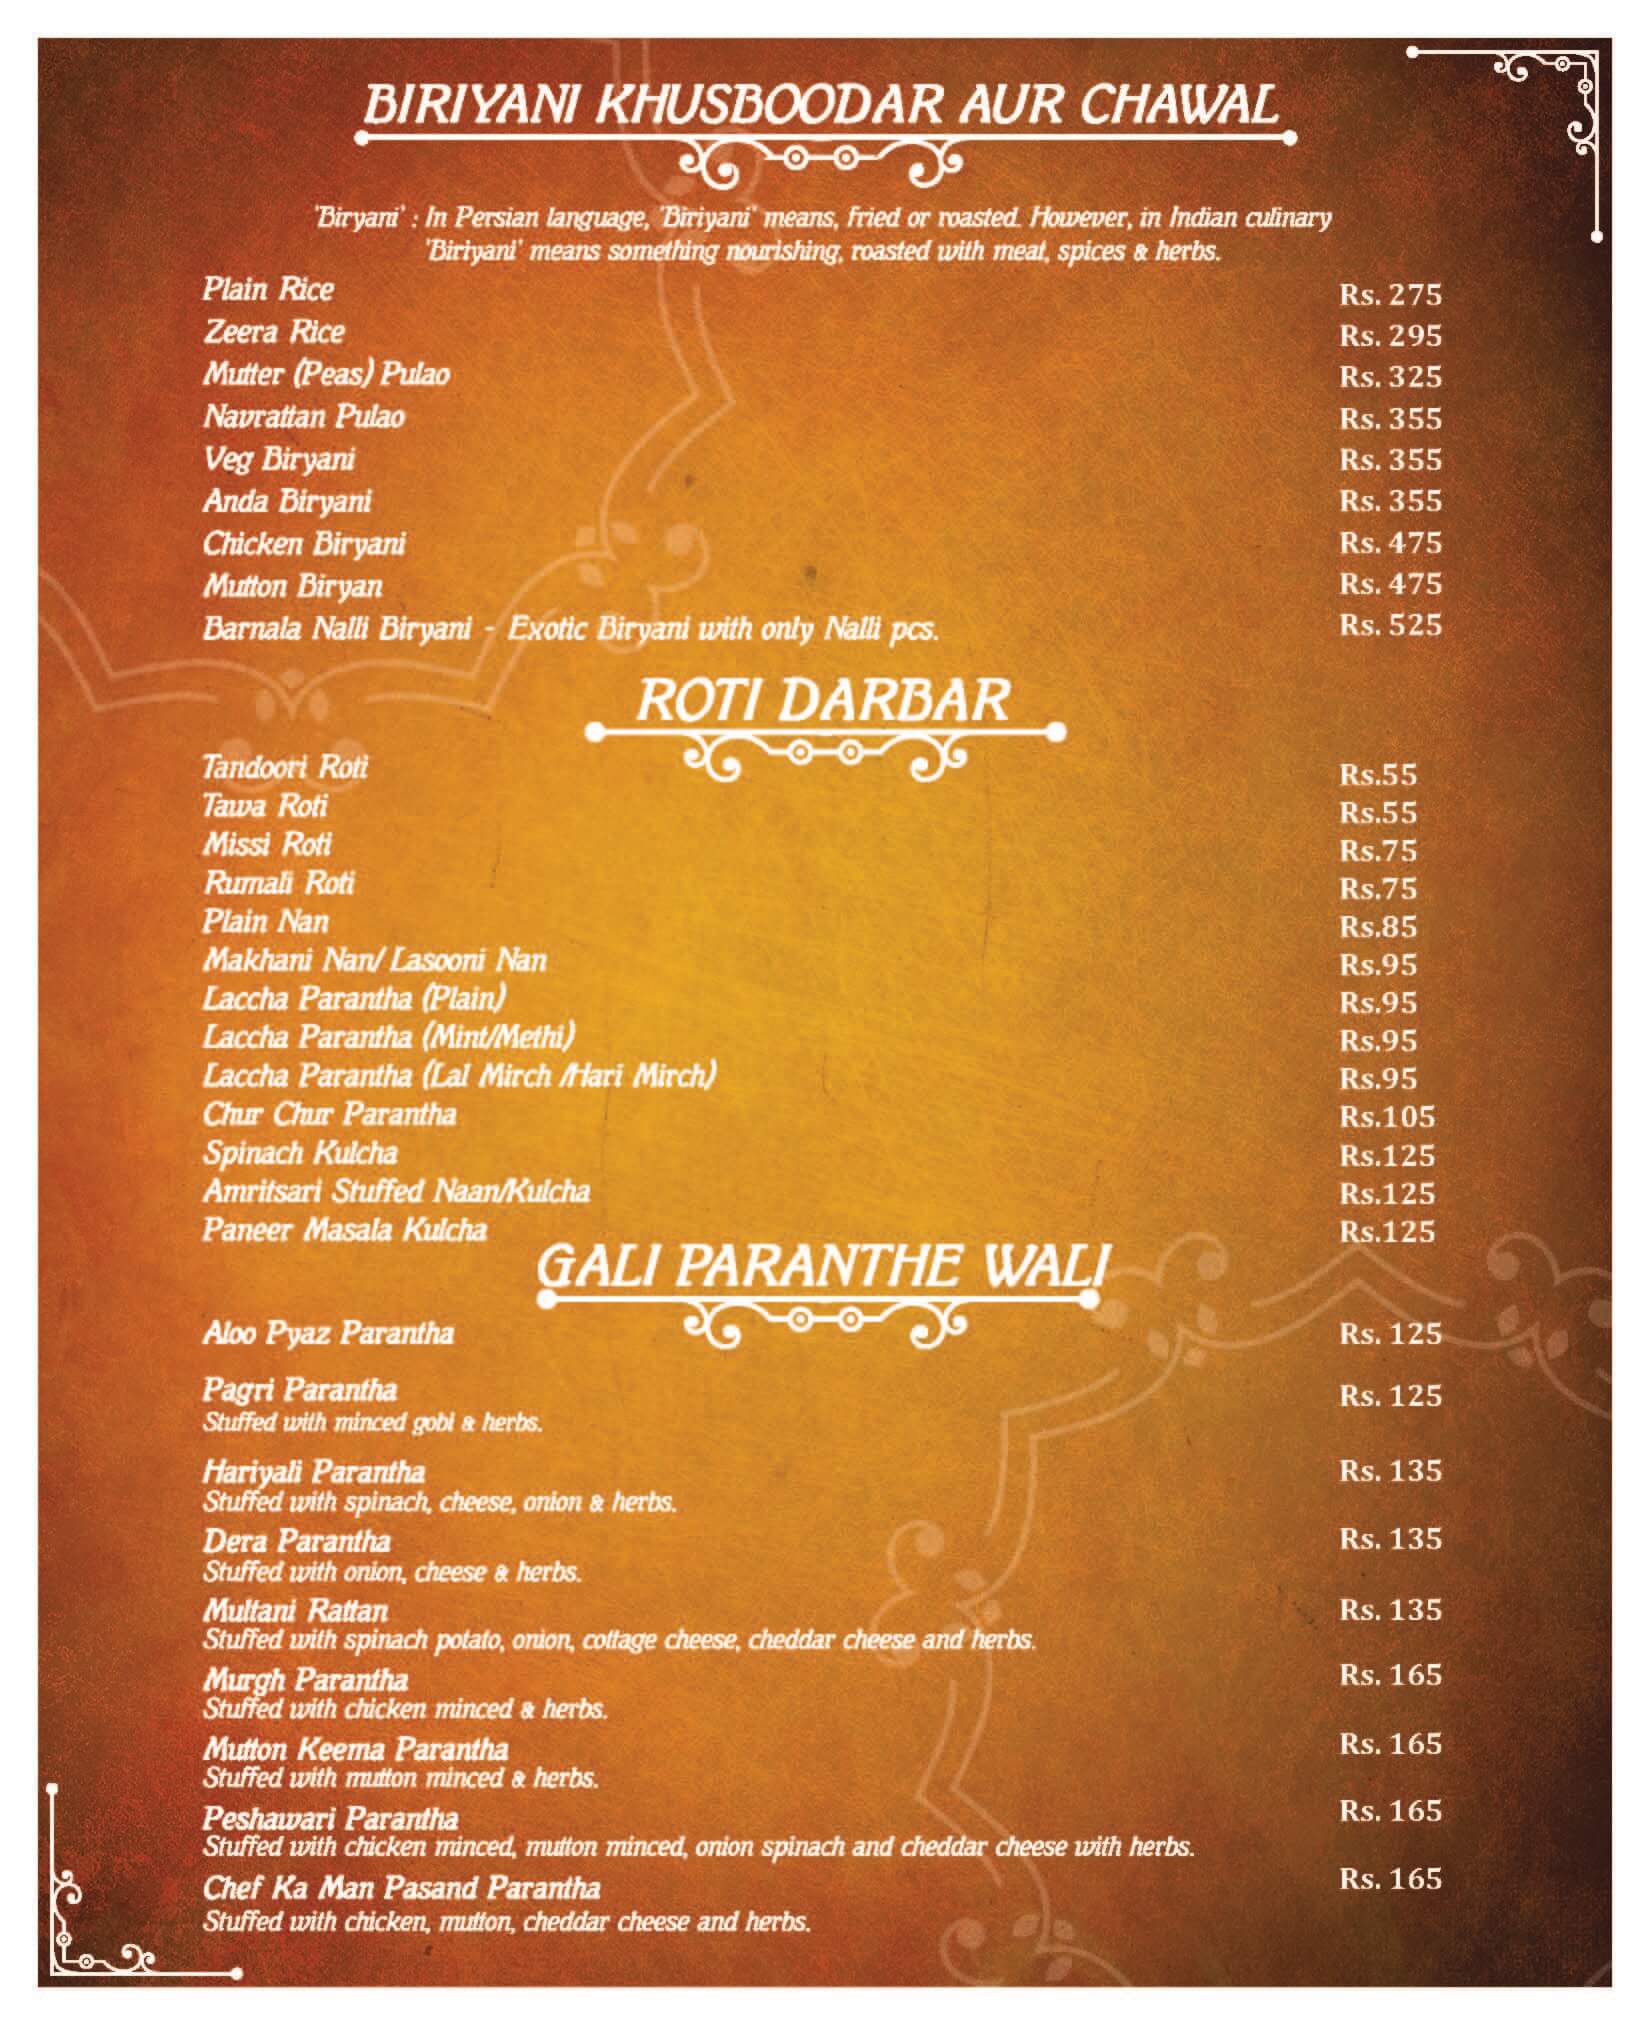 BIRIYANI KHUSBOODAR AUR CHAWAL
'Biryani' : In Persian language, 'Biriyani' means, fried or roasted. However, in Indian culinary
'Biriyani' means something nourishing, roasted with meat, spices & herbs.
Plain Rice Rs. 275
Zeera Rice Rs. 295
Mutter (Peas) Pulao Rs. 325
Navrattan Pulao Rs. 355
Veg Biryani Rs. 355
Anda Biryani Rs. 355
Chicken Biryani Rs. 475
Mutton Biryan Rs. 475
Barnala Nalli Biryani - Exotic Biryani with only Nalli pcs. Rs. 525
ROTI DARBAR
Tandoori Roti Rs.55
Tawa Roti Rs.55
Missi Roti Rs.75
Rumali Roti Rs.75
Plain Nan Rs.85
Makhani Nan/ Lasooni Nan Rs.95
Laccha Parantha (Plain) Rs.95
Laccha Parantha (Mint/Methi) Rs.95
Laccha Parantha (Lal Mirch /Hari Mirch) Rs.95
Chur Chur Parantha Rs.105
Spinach Kulcha Rs.125
Amritsari Stuffed Naan/Kulcha Rs.125
Paneer Masala Kulcha Rs.125
GALI PARANTHE WALI
Aloo Pyaz Parantha Rs. 125
Pagri Parantha Rs. 125
Stuffed with minced gobi & herbs.
Hariyali Parantha Rs. 135
Stuffed with spinach, cheese, onion & herbs.
Dera Parantha Rs. 135
Stuffed with onion, cheese & herbs.
Multani Rattan Rs. 135
Stuffed with spinach potato, onion, cottage cheese, cheddar cheese and herbs.
Murgh Parantha Rs. 165
Stuffed with chicken minced & herbs.
Mutton Keema Parantha Rs. 165
Stuffed with mutton minced & herbs.
Peshawari Parantha Rs. 165
Stuffed with chicken minced, mutton minced, onion spinach and cheddar cheese with herbs.
Chef Ka Man Pasand Parantha Rs. 165
Stuffed with chicken, mutton, cheddar cheese and herbs.